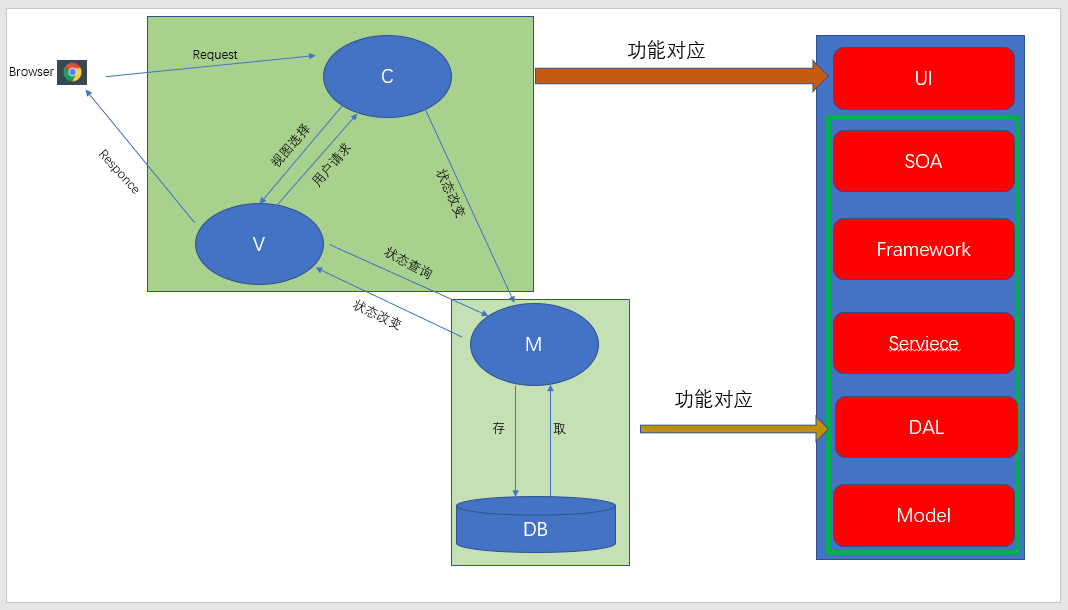 Browser
Request
Responce
C
视图选择
用户请求
状态改变
V
状态查询
状态改变
M
存
取
DB
功能对应
功能对应
UI
SOA
Framework
Serviece
DAL
Model